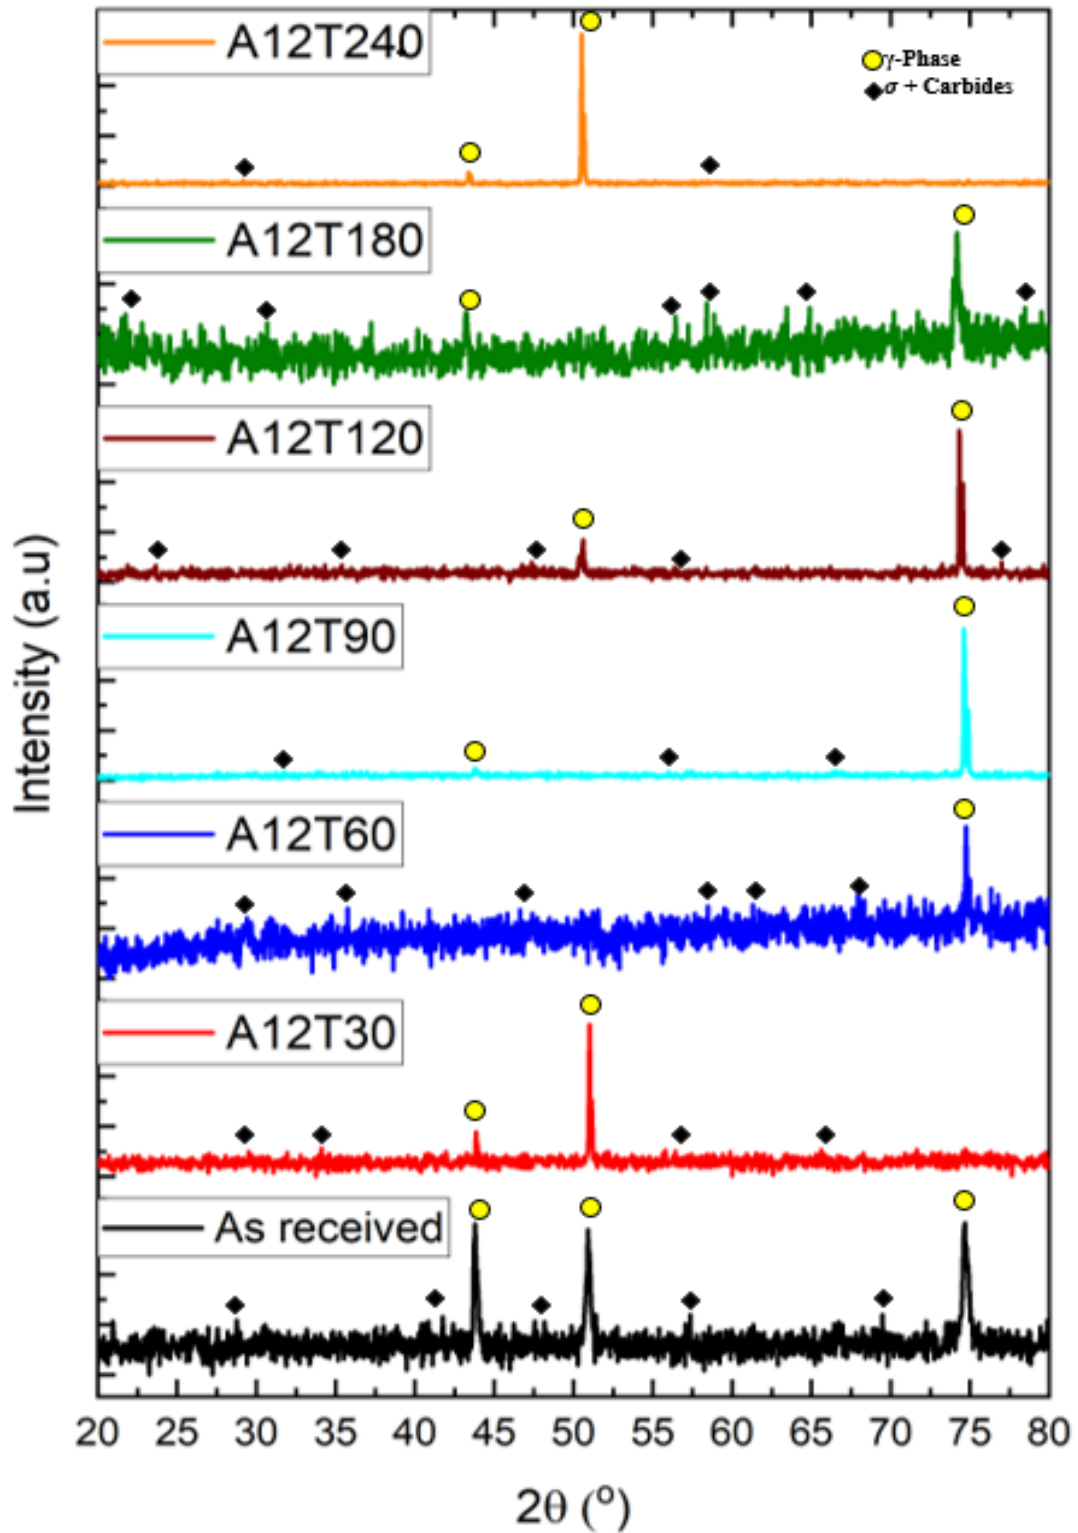 A12T240
γ-Phase
σ + Carbides
A12T180
A12T120
A12T90
A12T60
A12T30
As received
Intensity (a.u)
20 25 30 35 40 45 50 55 60 65 70 75 80
2θ (°)